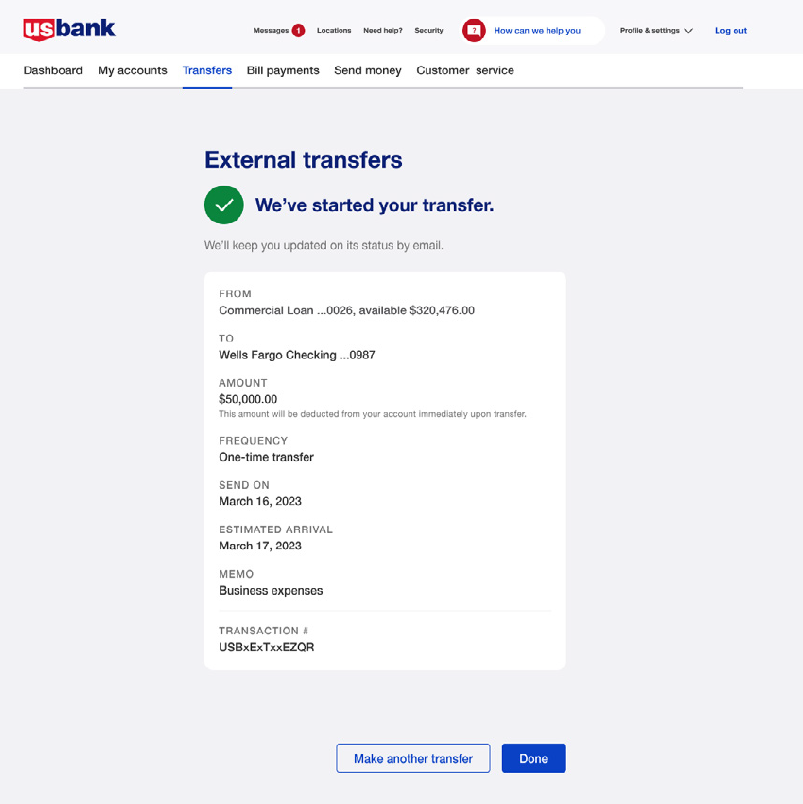 usbank
Messages 1 Locations Need help? Security ? How can we help you Profile & settings Log out
Dashboard My accounts Transfers Bill payments Send money Customer service
External transfers
We've started your transfer.
We'll keep you updated on its status by email.
FROM
Commercial Loan ...0026, available $320,476.00
TO
Wells Fargo Checking ...0987
AMOUNT
$50,000.00
This amount will be deducted from your account immediately upon transfer.
FREQUENCY
One-time transfer
SEND ON
March 16, 2023
ESTIMATED ARRIVAL
March 17, 2023
MEMO
Business expenses
TRANSACTION #
USBxExTxxEZQR
Make another transfer Done